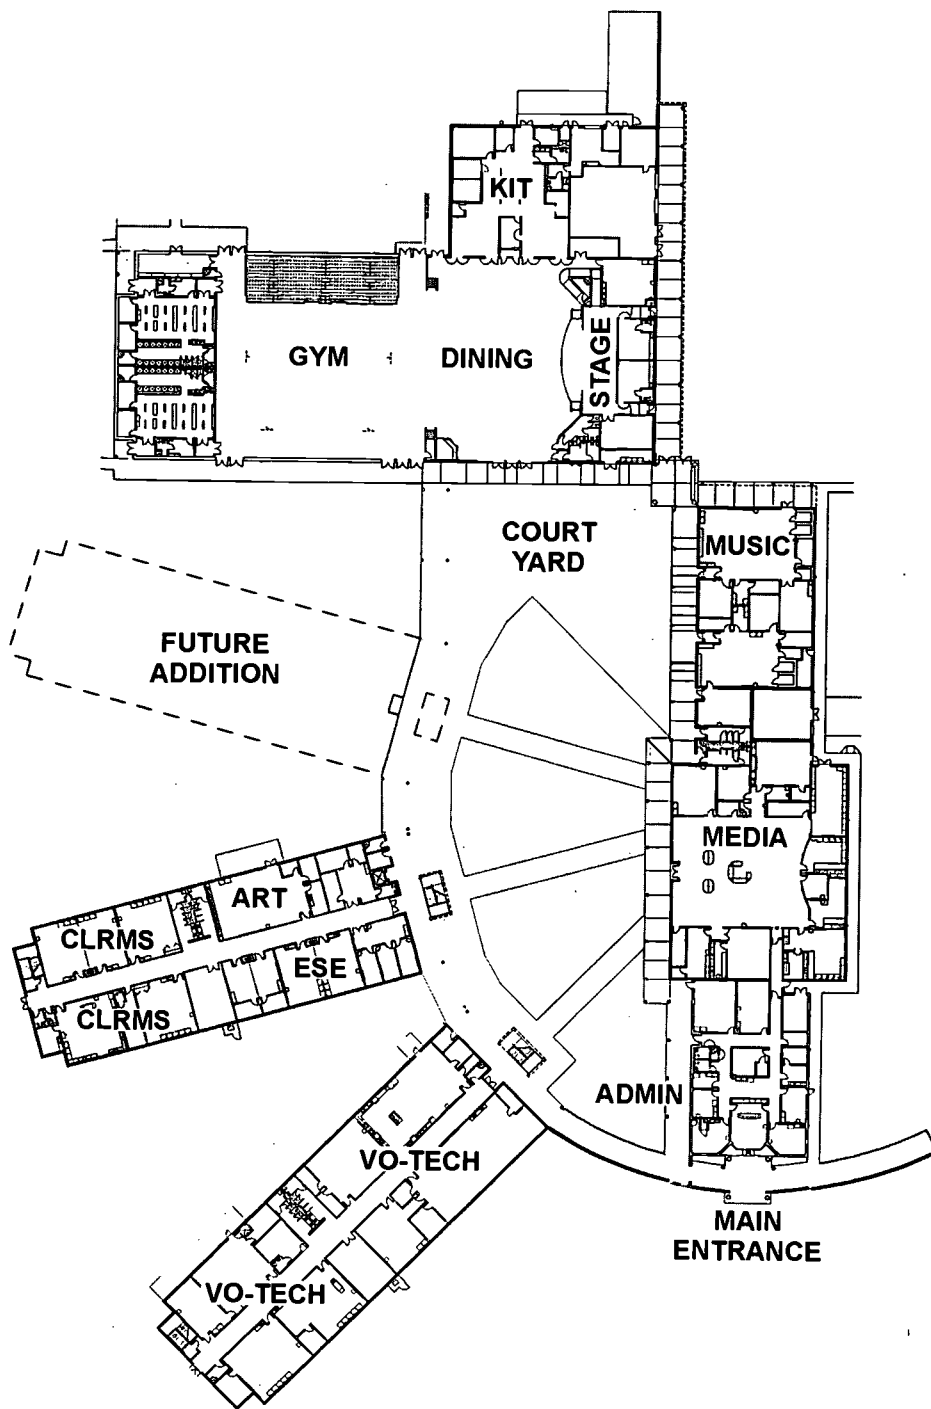 KIT
GYM
DINING
STAGE
COURT
YARD
MUSIC
FUTURE
ADDITION
MEDIA
ART
CLRMS
ESE
CLRMS
ADMIN
VO-TECH
MAIN
ENTRANCE
VO-TECH